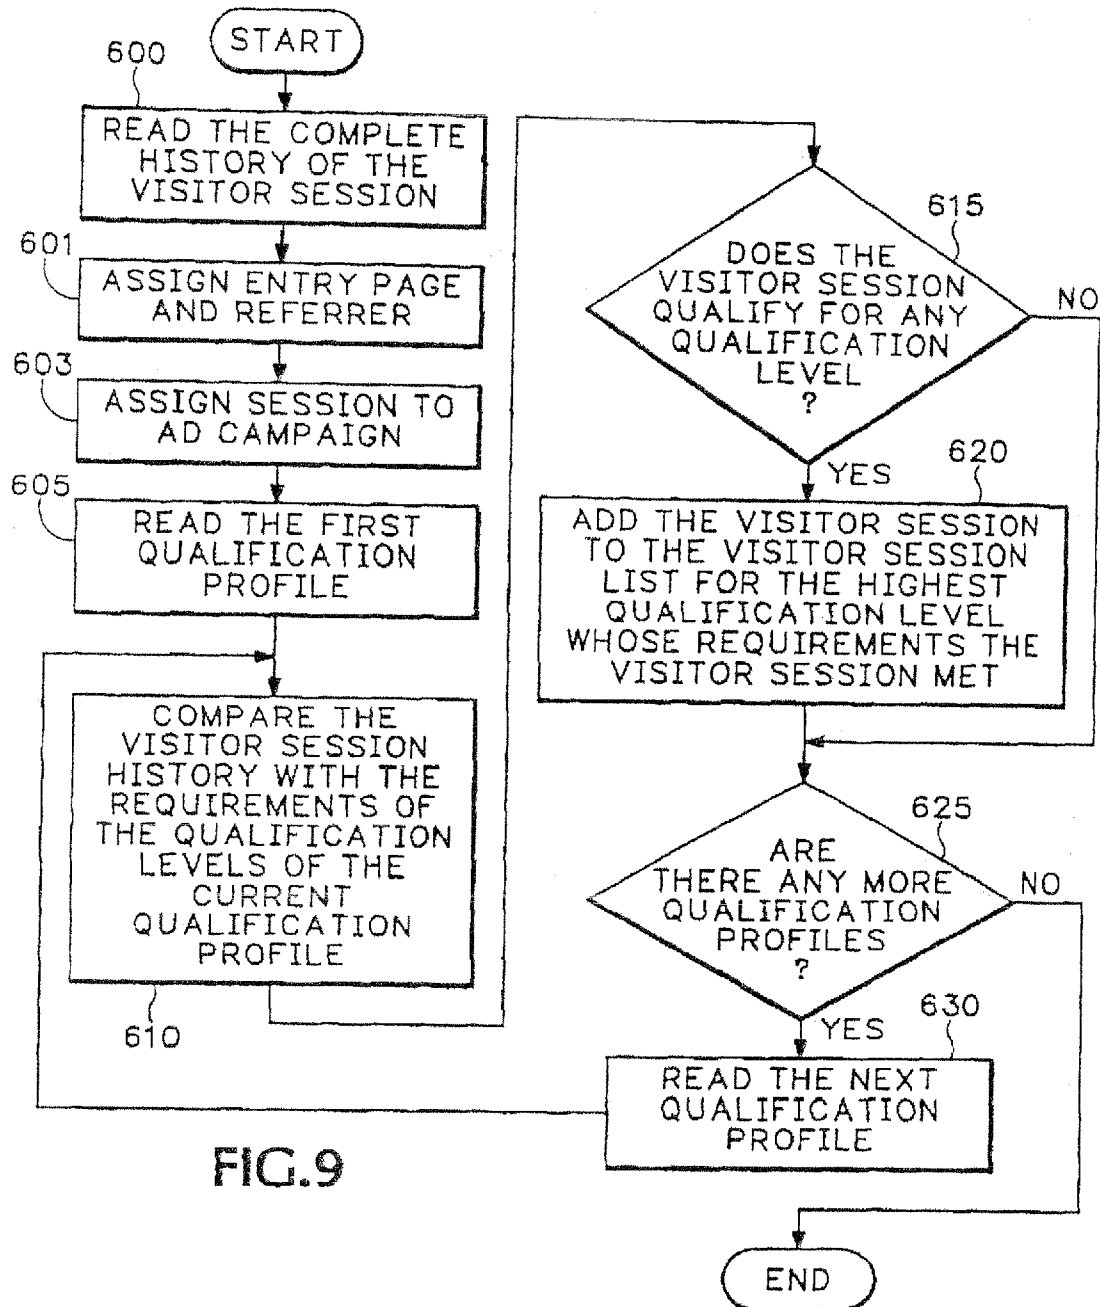 START
600
READ THE COMPLETE
HISTORY OF THE
VISITOR SESSION
601
ASSIGN ENTRY PAGE
AND REFERRER
603
ASSIGN SESSION TO
AD CAMPAIGN
605
READ THE FIRST
QUALIFICATION
PROFILE
COMPARE THE
VISITOR SESSION
HISTORY WITH THE
REQUIREMENTS OF
THE QUALIFICATION
LEVELS OF THE
CURRENT
QUALIFICATION
PROFILE
610
615
DOES THE
VISITOR SESSION
QUALIFY FOR ANY
QUALIFICATION
LEVEL
?
NO
YES
620
ADD THE VISITOR SESSION
TO THE VISITOR SESSION
LIST FOR THE HIGHEST
QUALIFICATION LEVEL
WHOSE REQUIREMENTS THE
VISITOR SESSION MET
625
ARE
THERE ANY MORE
QUALIFICATION
PROFILES
?
NO
YES
630
READ THE NEXT
QUALIFICATION
PROFILE
END
FIG.9